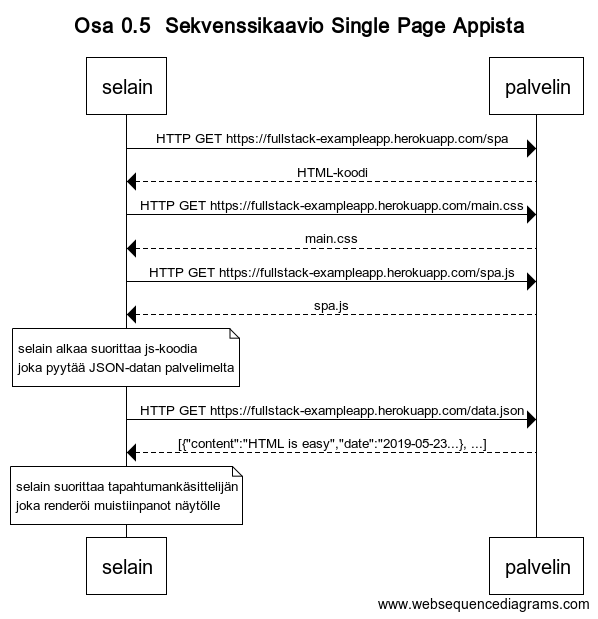 Osa 0.5  Sekvenssikaavio Single Page Appista
selain
palvelin
HTTP GET https://fullstack-exampleapp.herokuapp.com/spa
HTML-koodi
HTTP GET https://fullstack-exampleapp.herokuapp.com/main.css
main.css
HTTP GET https://fullstack-exampleapp.herokuapp.com/spa.js
spa.js
selain alkaa suorittaa js-koodia
joka pyytää JSON-datan palvelimelta
HTTP GET https://fullstack-exampleapp.herokuapp.com/data.json
[{"content":"HTML is easy","date":"2019-05-23...}, ...]
selain suorittaa tapahtumankäsittelijän
joka renderöi muistiinpanot näytölle
selain
palvelin
www.websequencediagrams.com